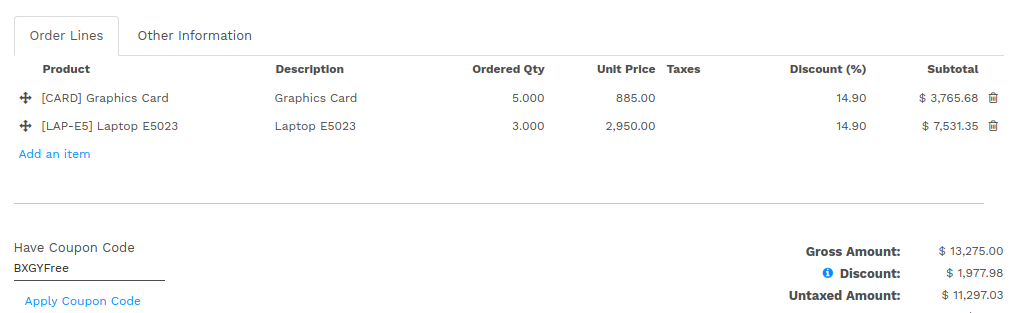 Order Lines Other Information
Product Description Ordered Qty Unit Price Taxes Discount (%) Subtotal
[CARD] Graphics Card Graphics Card 5.000 885.00 14.90 $ 3,765.68
[LAP-E5] Laptop E5023 Laptop E5023 3.000 2,950.00 14.90 $ 7,531.35
Add an item
Have Coupon Code
BXGYFree
Apply Coupon Code
Gross Amount: $ 13,275.00
Discount: $ 1,977.98
Untaxed Amount: $ 11,297.03